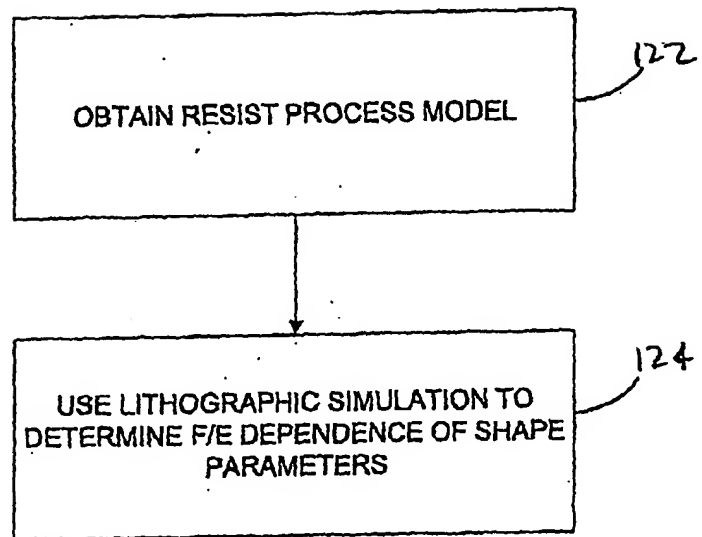 122
OBTAIN RESIST PROCESS MODEL
124
USE LITHOGRAPHIC SIMULATION TO
DETERMINE F/E DEPENDENCE OF SHAPE
PARAMETERS